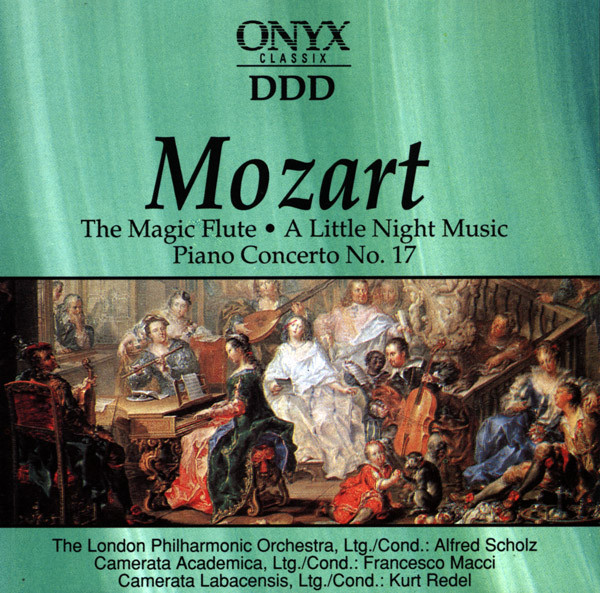 ONYX
CLASSIX
DDD
Mozart
The Magic Flute • A Little Night Music
Piano Concerto No. 17
The London Philharmonic Orchestra, Ltg./Cond.: Alfred Scholz
Camerata Academica, Ltg./Cond.: Francesco Macci
Camerata Labacensis, Ltg./Cond.: Kurt Redel